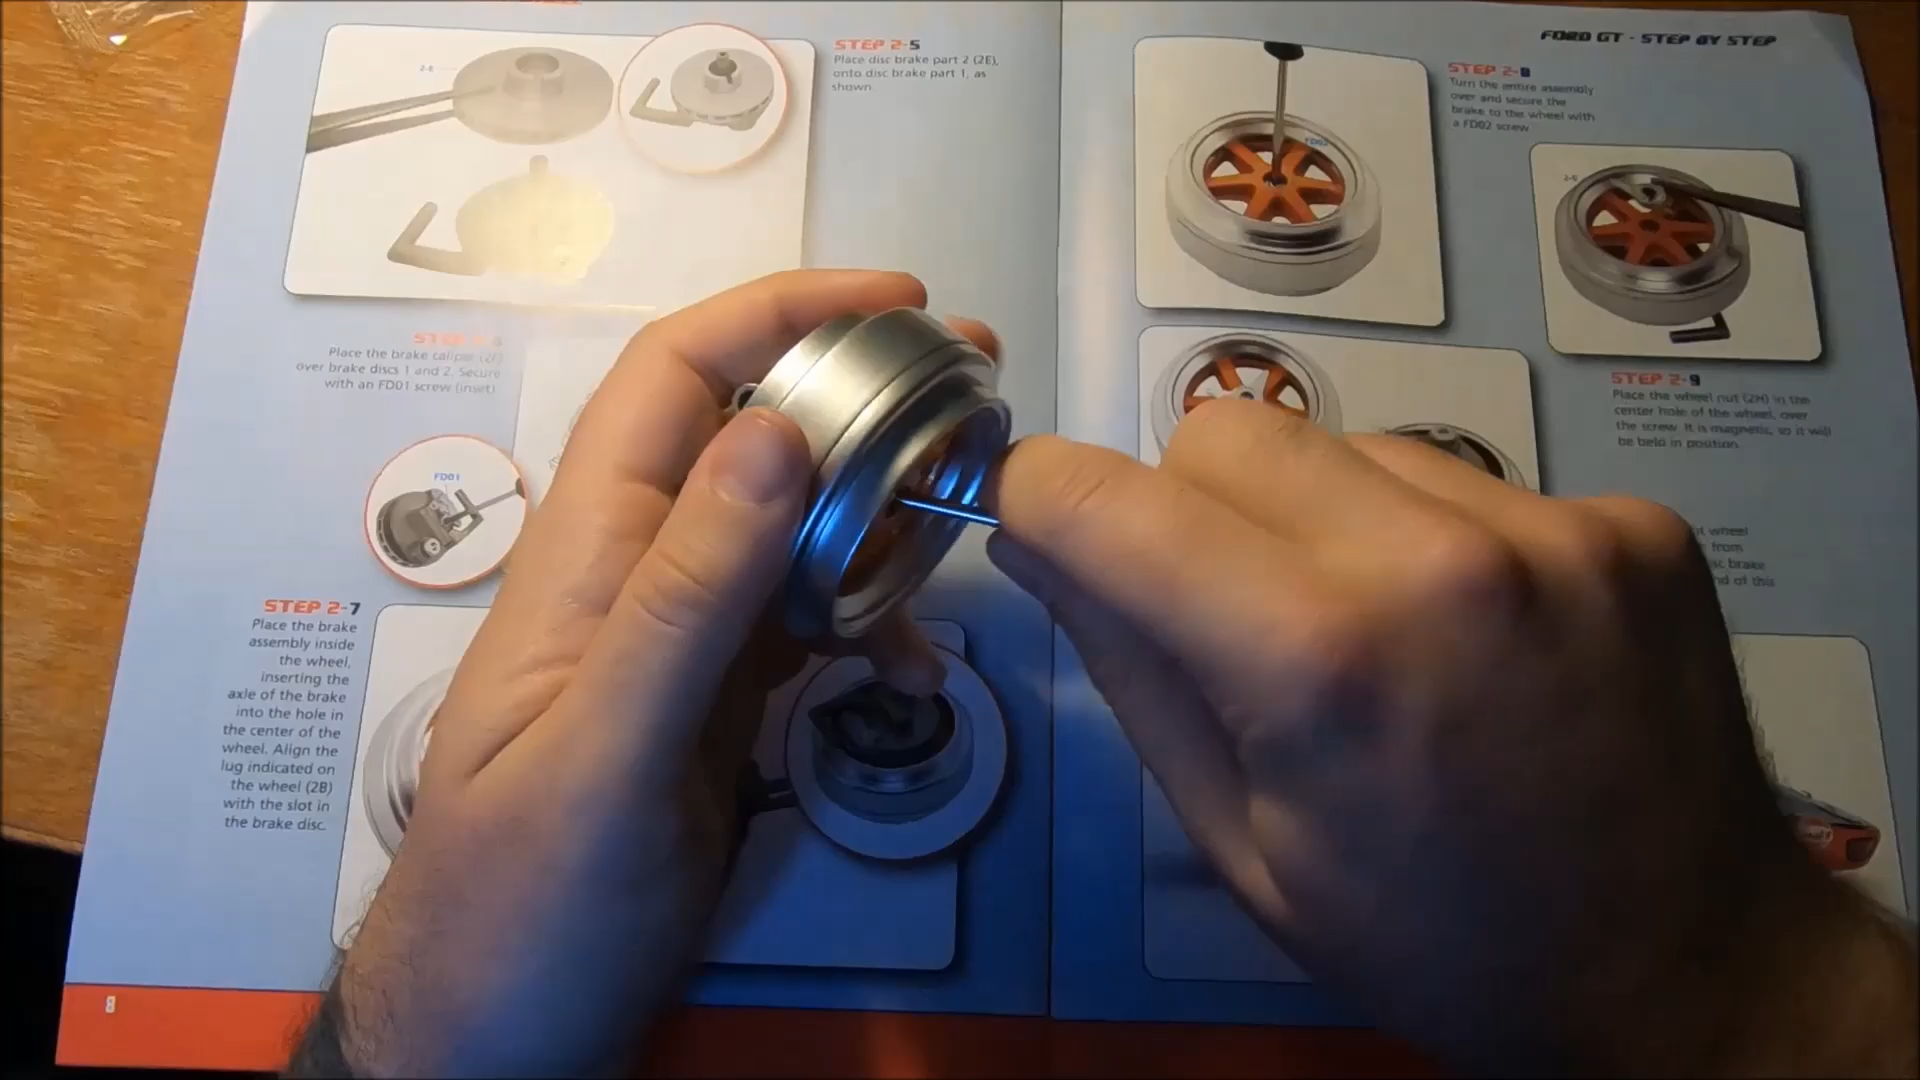 2-E
STEP 2-5
Place disc brake part 2 (2E),
onto disc brake part 1, as
shown.
Place the brake caliper (2F)
over brake discs 1 and 2. Secure
with an FD01 screw (inset).
FD01
STEP 2-7
Place the brake
assembly inside
the wheel,
inserting the
axle of the brake
into the hole in
the center of the
wheel. Align the
lug indicated on
the wheel (2B)
with the slot in
the brake disc.
8
FORD GT - STEP BY STEP
STEP 2-8
Turn the entire assembly
over and secure the
brake to the wheel with
a FD02 screw
FD02
STEP 2-9
Place the wheel nut (2H) in the
center hole of the wheel, over
the screw. It is magnetic, so it will
be held in position.
wheel
from
brake
of this